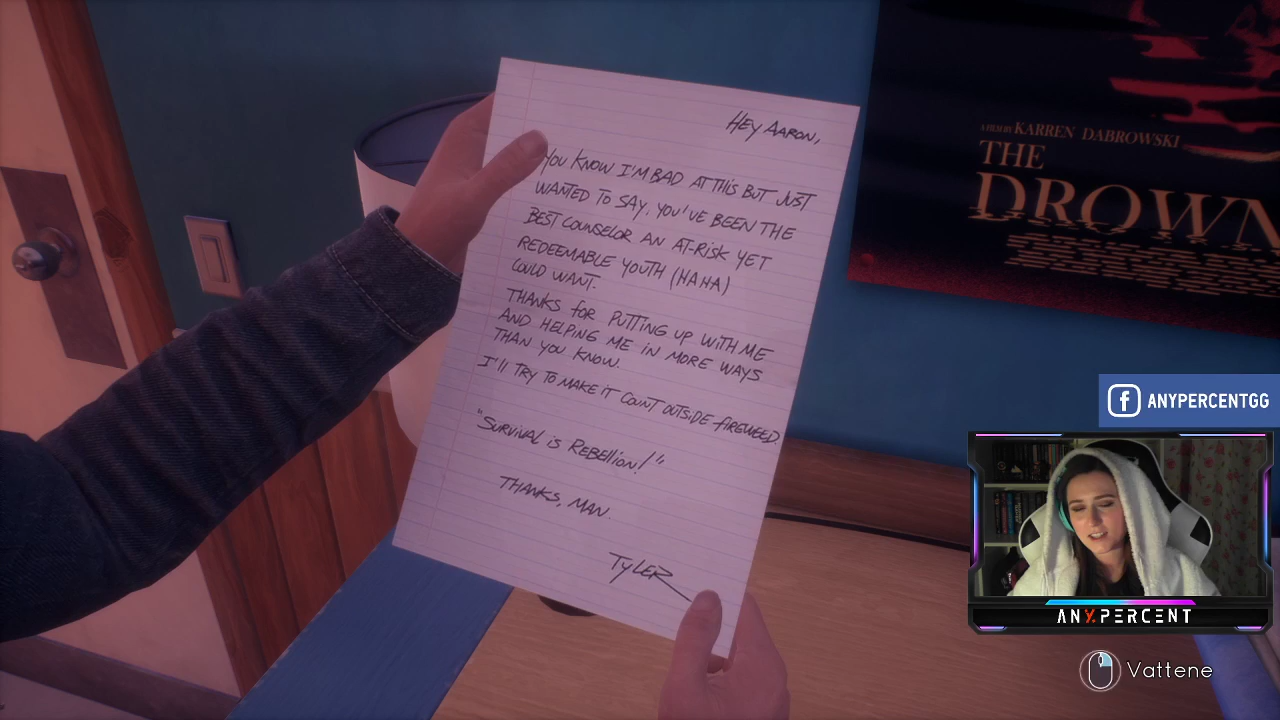 HEY AARON,
YOU KNOW I'M BAD AT THIS BUT JUST
WANTED TO SAY, YOU'VE BEEN THE
BEST COUNSELOR AN AT-RISK YET
REDEEMABLE YOUTH (HAHA)
COULD WANT.
THANKS FOR PUTTING UP WITH ME
AND HELPING ME IN MORE WAYS
THAN YOU KNOW.
I'LL TRY TO MAKE IT COUNT OUTSIDE FIREWEED.
"SURVIVAL IS REBELLION!"
THANKS, MAN
TYLER
A FILM BY KARREN DABROWSKI
THE
DROWN
ANYPERCENTGG
ANY.PERCENT
Vattene